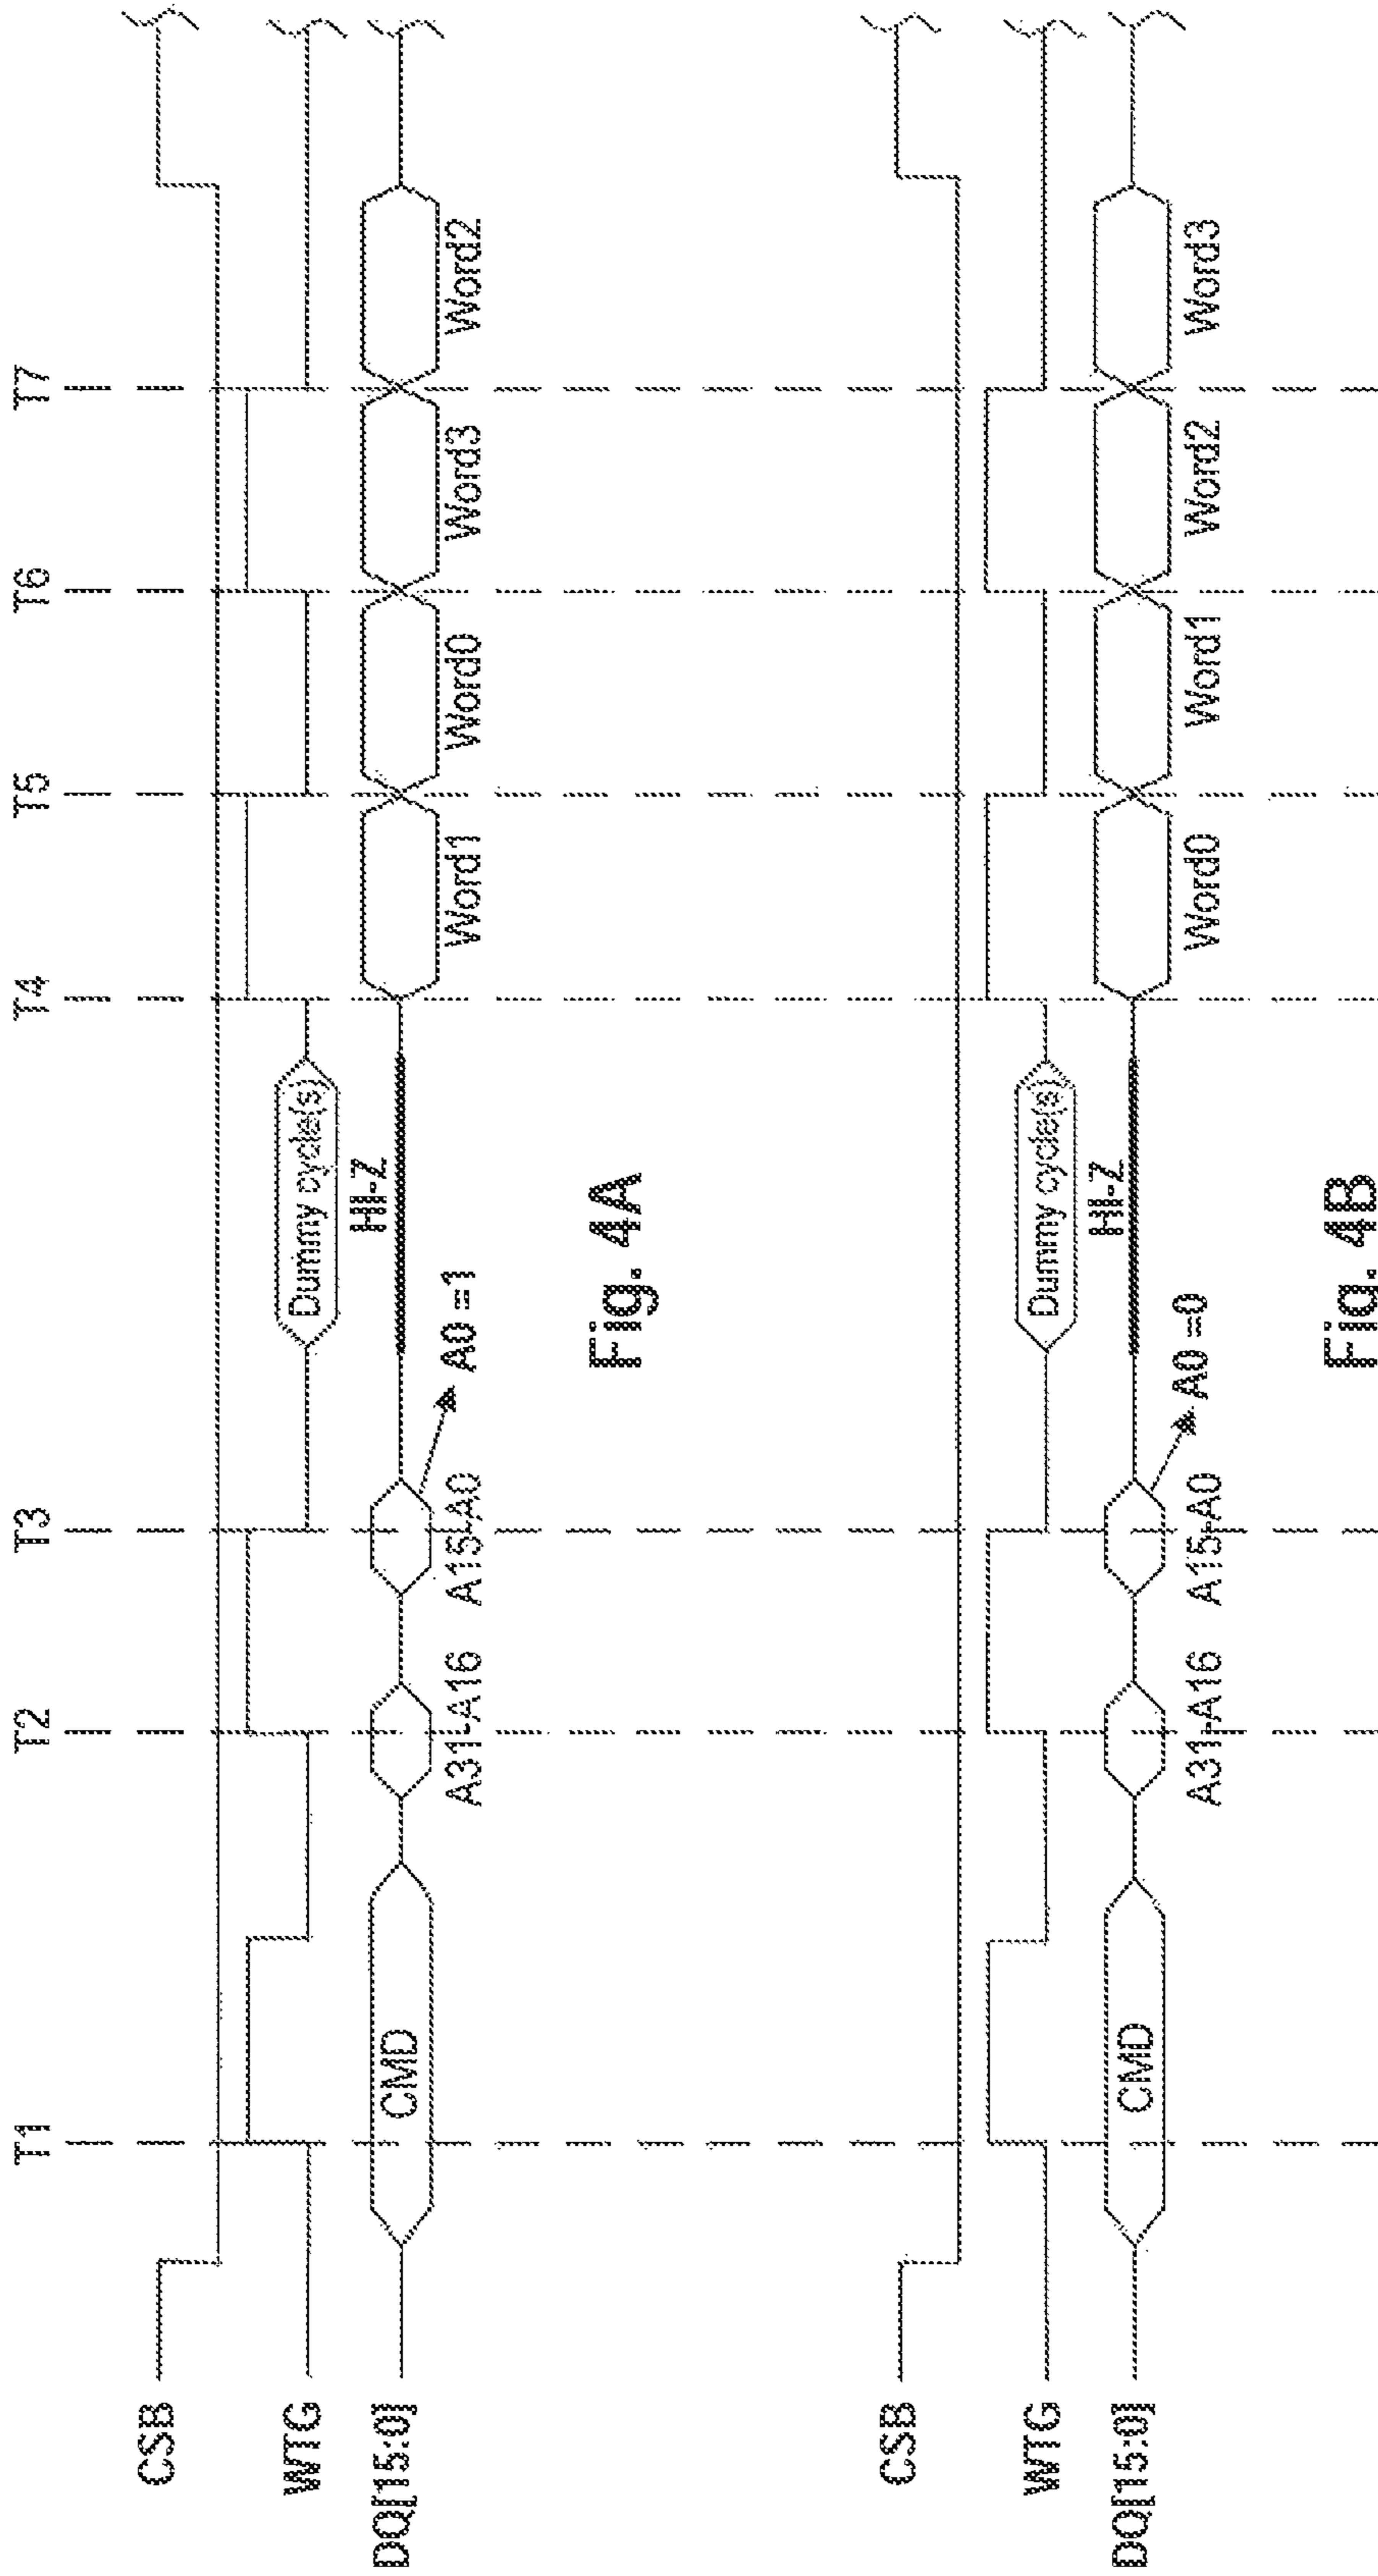 T1 T2 T3 T4 T5 T6 T7
CSB
WTG
Dummy cycle(s)
HI-Z
DQ[15:0]
CMD
A31-A16 A15-A0 A0 =1 Word1 Word0 Word3 Word2
Fig. 4A
CSB
WTG
Dummy cycle(s)
HI-Z
DQ[15:0]
CMD
A31-A16 A15-A0 A0 =0 Word0 Word1 Word2 Word3
Fig. 4B